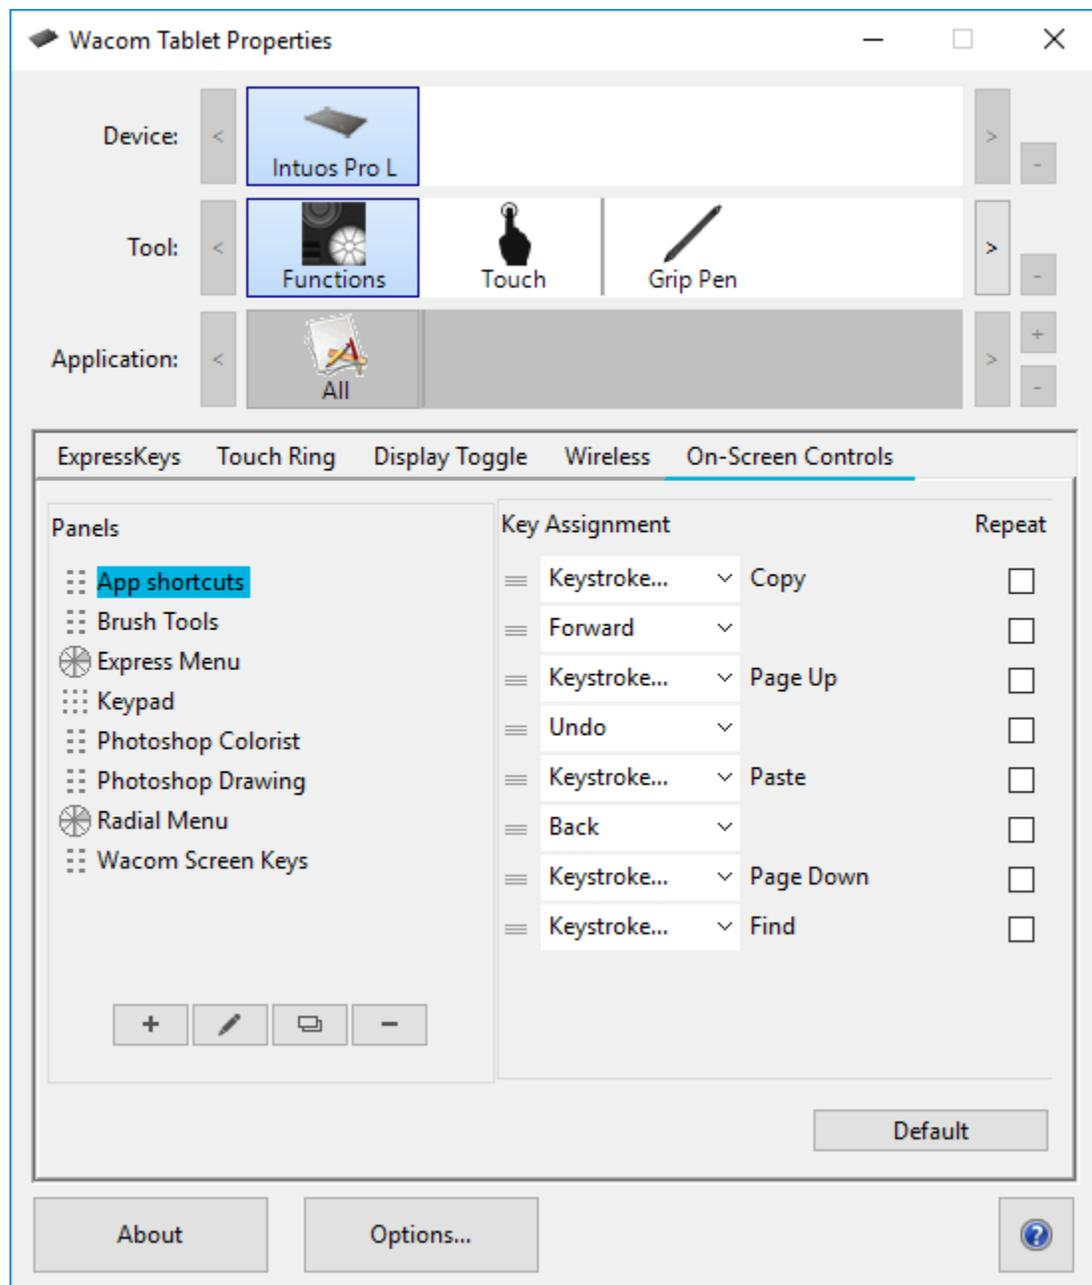 Wacom Tablet Properties
Device:
<
Intuos Pro L
>
-
Tool:
<
Functions
Touch
Grip Pen
>
-
Application:
<
All
>
+
-
ExpressKeys Touch Ring Display Toggle Wireless On-Screen Controls
Panels
App shortcuts
Brush Tools
Express Menu
Keypad
Photoshop Colorist
Photoshop Drawing
Radial Menu
Wacom Screen Keys
+
-
Key Assignment Repeat
Keystroke... Copy
Forward
Keystroke... Page Up
Undo
Keystroke... Paste
Back
Keystroke... Page Down
Keystroke... Find
Default
About
Options...
?